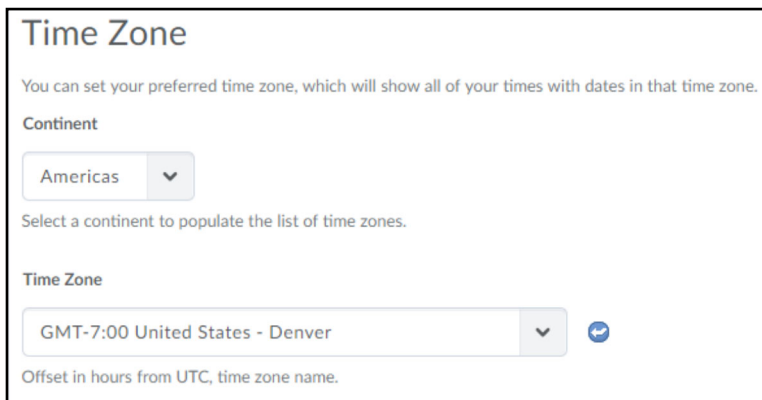 Time Zone
You can set your preferred time zone, which will show all of your times with dates in that time zone.
Continent
Americas
Select a continent to populate the list of time zones.
Time Zone
GMT-7:00 United States - Denver
Offset in hours from UTC, time zone name.